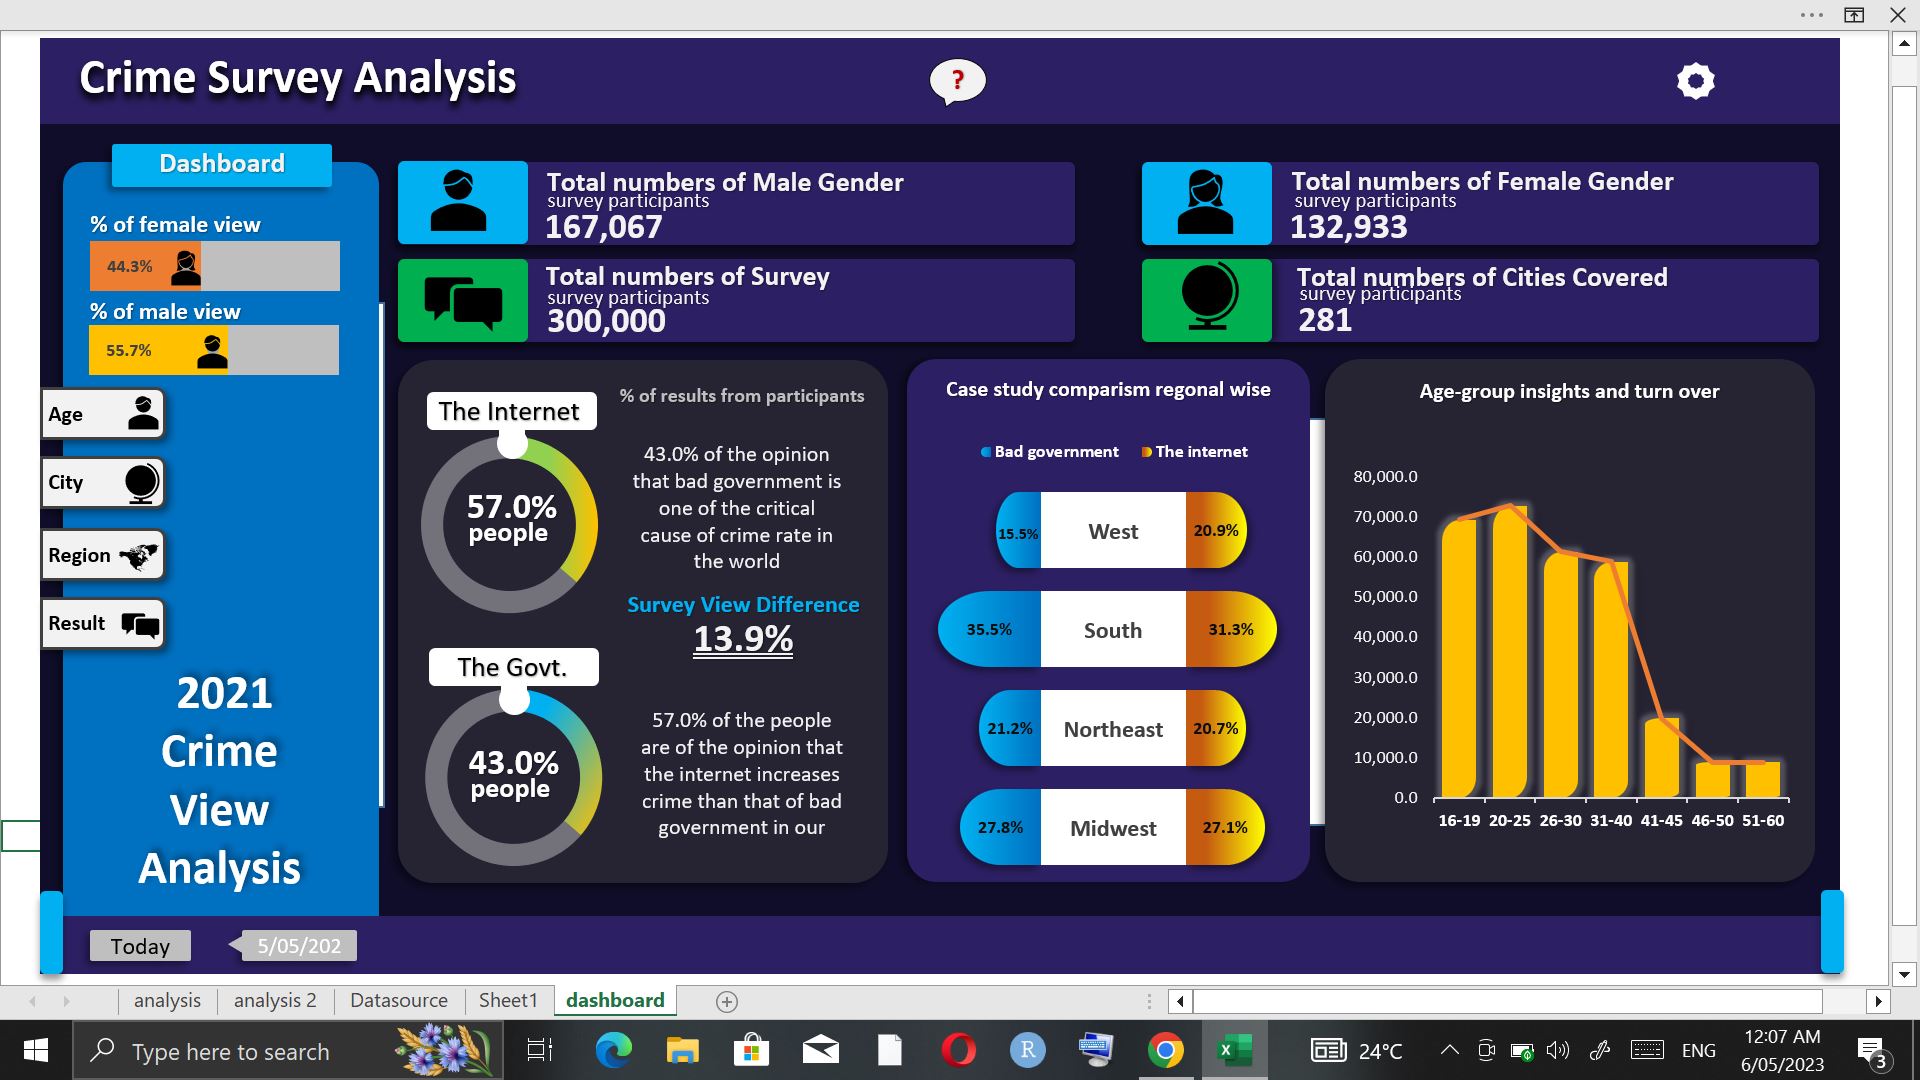 Crime Survey Analysis
?
Dashboard
% of female view
44.3%
% of male view
55.7%
Age
City
Region
Result
2021
Crime
View
Analysis
Total numbers of Male Gender
survey participants
167,067
Total numbers of Female Gender
survey participants
132,933
Total numbers of Survey
survey participants
300,000
Total numbers of Cities Covered
survey participants
281
The Internet
57.0%
people
% of results from participants
43.0% of the opinion
that bad government is
one of the critical
cause of crime rate in
the world
Survey View Difference
13.9%
The Govt.
43.0%
people
57.0% of the people
are of the opinion that
the internet increases
crime than that of bad
government in our
Case study comparism regonal wise
Bad government The internet
15.5% West 20.9%
35.5% South 31.3%
21.2% Northeast 20.7%
27.8% Midwest 27.1%
Age-group insights and turn over
80,000.0
70,000.0
60,000.0
50,000.0
40,000.0
30,000.0
20,000.0
10,000.0
0.0
16-19 20-25 26-30 31-40 41-45 46-50 51-60
Today 5/05/202
analysis analysis 2 Datasource Sheet1 dashboard
Type here to search
R
X
24°C
ENG
12:07 AM
6/05/2023
3